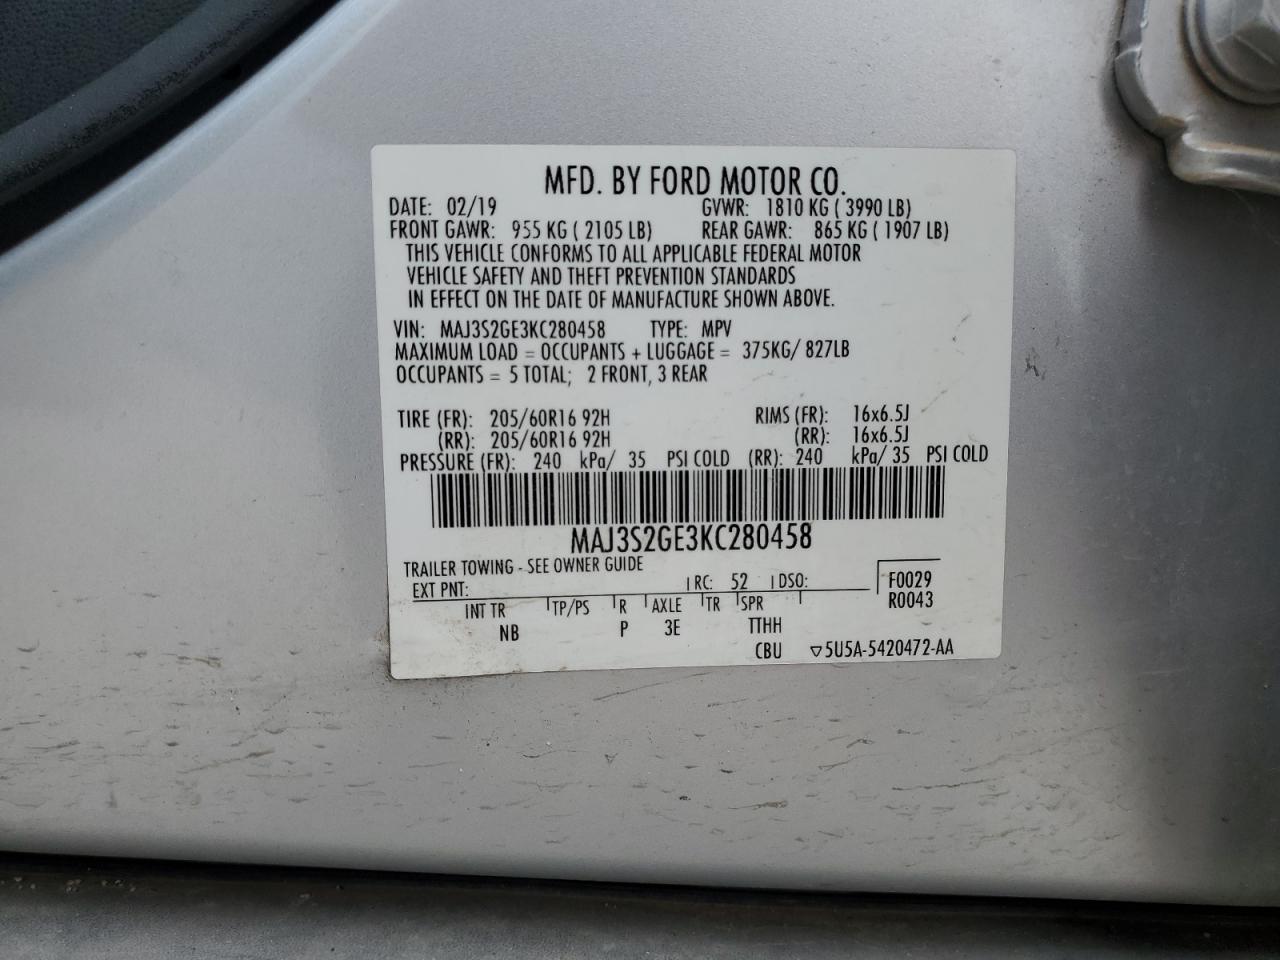 MFD. BY FORD MOTOR CO.
DATE: 02/19 GVWR: 1810 KG ( 3990 LB)
FRONT GAWR: 955 KG ( 2105 LB) REAR GAWR: 865 KG ( 1907 LB)
THIS VEHICLE CONFORMS TO ALL APPLICABLE FEDERAL MOTOR
VEHICLE SAFETY AND THEFT PREVENTION STANDARDS
IN EFFECT ON THE DATE OF MANUFACTURE SHOWN ABOVE.
VIN: MAJ3S2GE3KC280458 TYPE: MPV
MAXIMUM LOAD = OCCUPANTS + LUGGAGE = 375KG/ 827LB
OCCUPANTS = 5 TOTAL; 2 FRONT, 3 REAR
TIRE (FR): 205/60R16 92H RIMS (FR): 16x6.5J
(RR): 205/60R16 92H (RR): 16x6.5J
PRESSURE (FR): 240 kPa/ 35 PSI COLD (RR): 240 kPa/ 35 PSI COLD
MAJ3S2GE3KC280458
TRAILER TOWING - SEE OWNER GUIDE
EXT PNT: RC: 52 DSO: F0029
R0043
INT TR TP/PS R AXLE TR SPR
NB P 3E TTHH
CBU ▽5U5A-5420472-AA